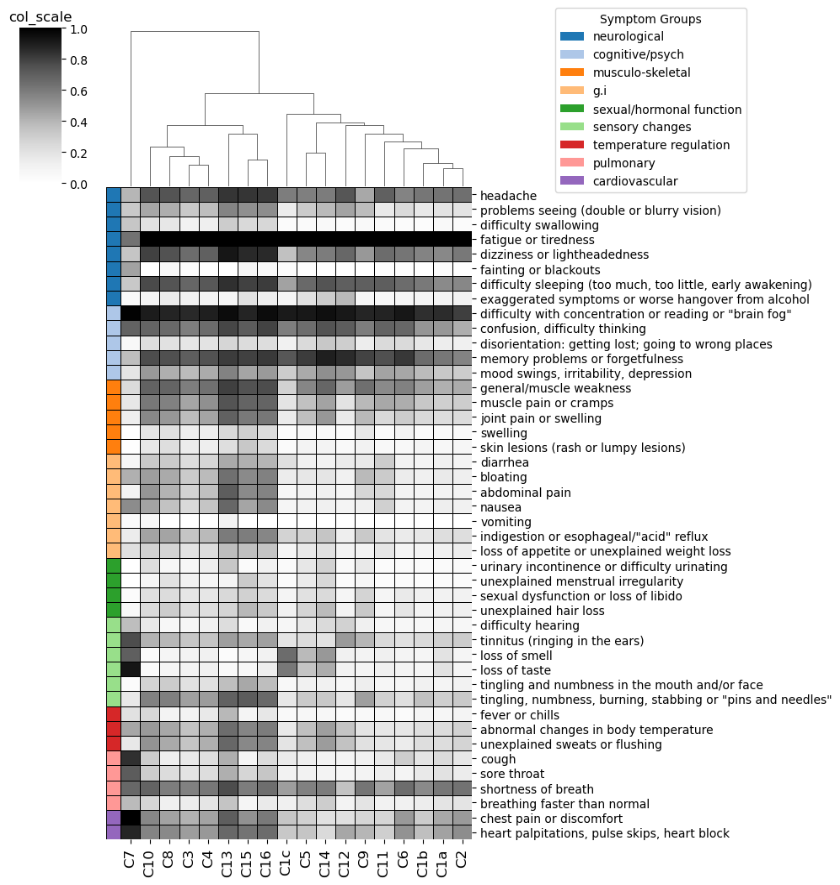 col_scale
1.0
0.8
0.6
0.4
0.2
0.0
Symptom Groups
neurological
cognitive/psych
musculo-skeletal
g.i
sexual/hormonal function
sensory changes
temperature regulation
pulmonary
cardiovascular
headache
problems seeing (double or blurry vision)
difficulty swallowing
fatigue or tiredness
dizziness or lightheadedness
fainting or blackouts
difficulty sleeping (too much, too little, early awakening)
exaggerated symptoms or worse hangover from alcohol
difficulty with concentration or reading or "brain fog"
confusion, difficulty thinking
disorientation: getting lost; going to wrong places
memory problems or forgetfulness
mood swings, irritability, depression
general/muscle weakness
muscle pain or cramps
joint pain or swelling
swelling
skin lesions (rash or lumpy lesions)
diarrhea
bloating
abdominal pain
nausea
vomiting
indigestion or esophageal/"acid" reflux
loss of appetite or unexplained weight loss
urinary incontinence or difficulty urinating
unexplained menstrual irregularity
sexual dysfunction or loss of libido
unexplained hair loss
difficulty hearing
tinnitus (ringing in the ears)
loss of smell
loss of taste
tingling and numbness in the mouth and/or face
tingling, numbness, burning, stabbing or "pins and needles"
fever or chills
abnormal changes in body temperature
unexplained sweats or flushing
cough
sore throat
shortness of breath
breathing faster than normal
chest pain or discomfort
heart palpitations, pulse skips, heart block
C7 C10 C8 C3 C4 C13 C15 C16 C1c C5 C14 C12 C9 C11 C6 C1b C1a C2